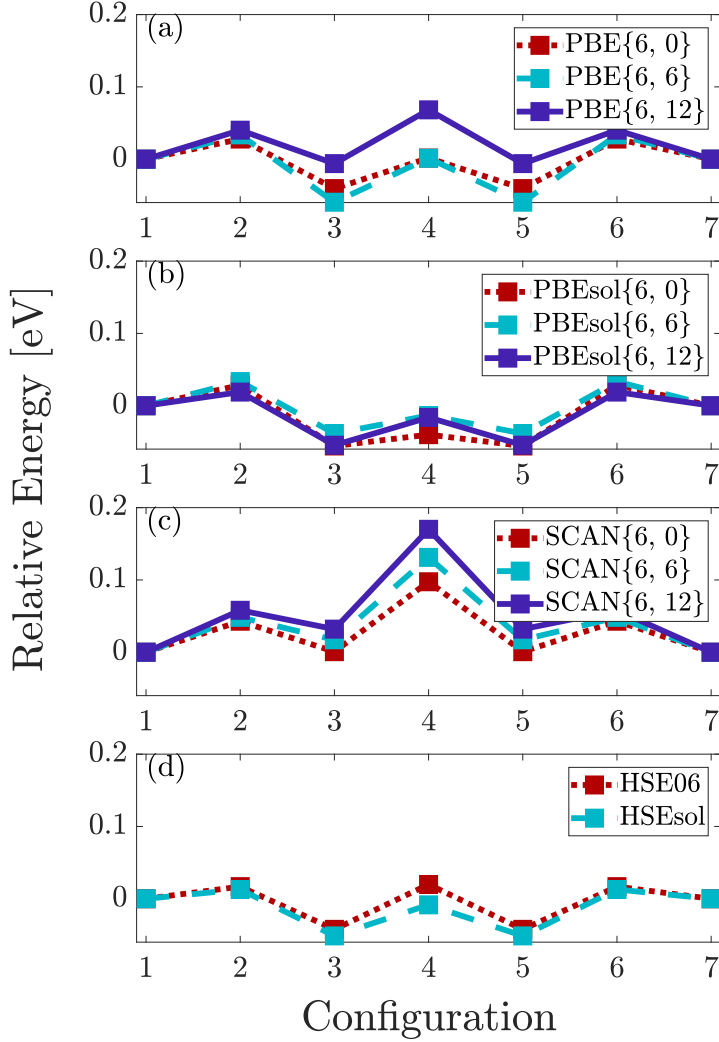 Relative Energy [eV]
(a)
0.2
0.1
0
PBE{6, 0}
PBE{6, 6}
PBE{6, 12}
1 2 3 4 5 6 7
(b)
0.2
0.1
0
PBEsol{6, 0}
PBEsol{6, 6}
PBEsol{6, 12}
1 2 3 4 5 6 7
(c)
0.2
0.1
0
SCAN{6, 0}
SCAN{6, 6}
SCAN{6, 12}
1 2 3 4 5 6 7
(d)
0.2
0.1
0
HSE06
HSEsol
1 2 3 4 5 6 7
Configuration